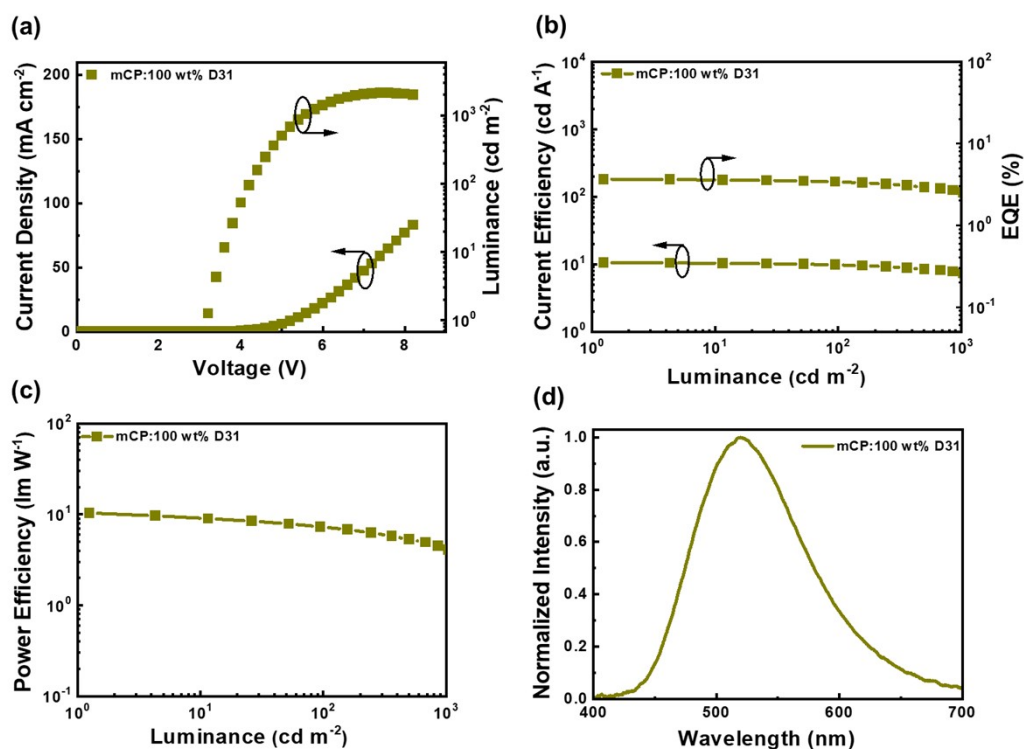 (a)
mCP:100 wt% D31
Current Density (mA cm-2)
200
150
100
50
0
0
2
4
6
8
Voltage (V)
10³
10²
10¹
10⁰
Luminance (cd m-2)
(b)
mCP:100 wt% D31
Current Efficiency (cd A-1)
10⁴
10³
10²
10¹
10⁰
10⁰
10¹
10²
10³
Luminance (cd m-2)
10²
10¹
10⁰
10-1
EQE (%)
(c)
mCP:100 wt% D31
Power Efficiency (lm W-1)
10²
10¹
10⁰
10-1
10⁰
10¹
10²
10³
Luminance (cd m-2)
(d)
mCP:100 wt% D31
Normalized Intensity (a.u.)
1.0
0.8
0.6
0.4
0.2
0.0
400
500
600
700
Wavelength (nm)